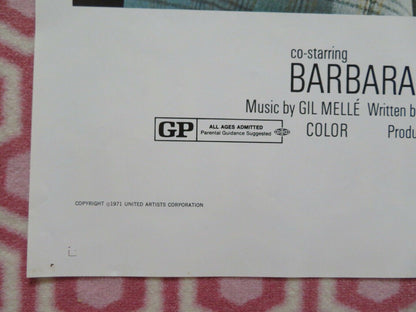 co-starring
BARBARA
Music by GIL MELLÉ Written b
GP ALL AGES ADMITTED
Parental Guidance Suggested
COLOR Produ
COPYRIGHT ©1971 UNITED ARTISTS CORPORATION